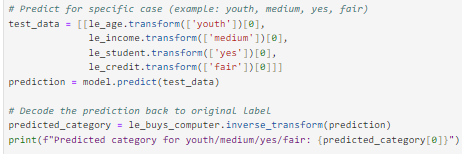 # Predict for specific case (example: youth, medium, yes, fair)
test_data = [[le_age.transform(['youth'])[0],
le_income.transform(['medium'])[0],
le_student.transform(['yes'])[0],
le_credit.transform(['fair'])[0]]]
prediction = model.predict(test_data)

# Decode the prediction back to original label
predicted_category = le_buys_computer.inverse_transform(prediction)
print(f"Predicted category for youth/medium/yes/fair: {predicted_category[0]}")